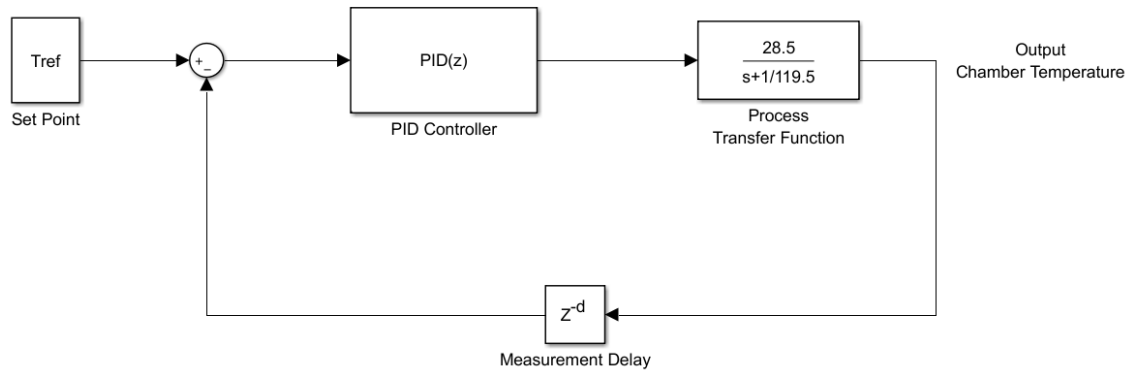 Tref
Set Point
+
–
PID(z)
PID Controller
28.5
s+1/119.5
Process
Transfer Function
Output
Chamber Temperature
Z-d
Measurement Delay